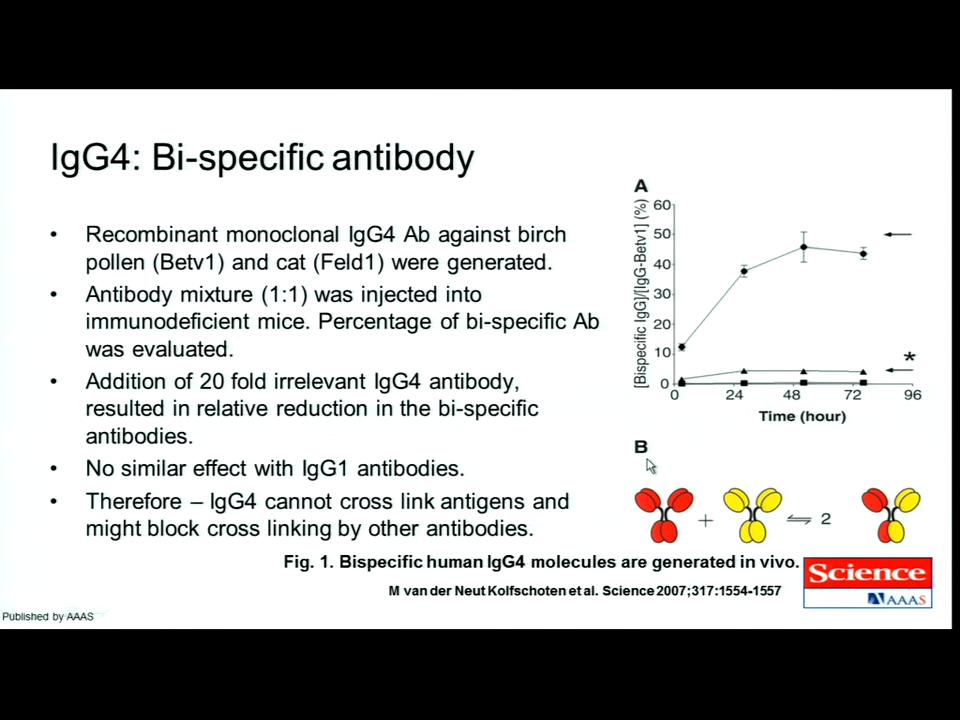 IgG4: Bi-specific antibody
• Recombinant monoclonal IgG4 Ab against birch
pollen (Betv1) and cat (Feld1) were generated.
• Antibody mixture (1:1) was injected into
immunodeficient mice. Percentage of bi-specific Ab
was evaluated.
• Addition of 20 fold irrelevant IgG4 antibody,
resulted in relative reduction in the bi-specific
antibodies.
• No similar effect with IgG1 antibodies.
• Therefore – IgG4 cannot cross link antigens and
might block cross linking by other antibodies.
A
[Bispecific IgG]/[IgG-Betv1] (%)
60
50
40
30
20
10
0
*
0 24 48 72 96
Time (hour)
B
+ ⇌ 2
Fig. 1. Bispecific human IgG4 molecules are generated in vivo.
M van der Neut Kolfschoten et al. Science 2007;317:1554-1557
Science
AAAS
Published by AAAS